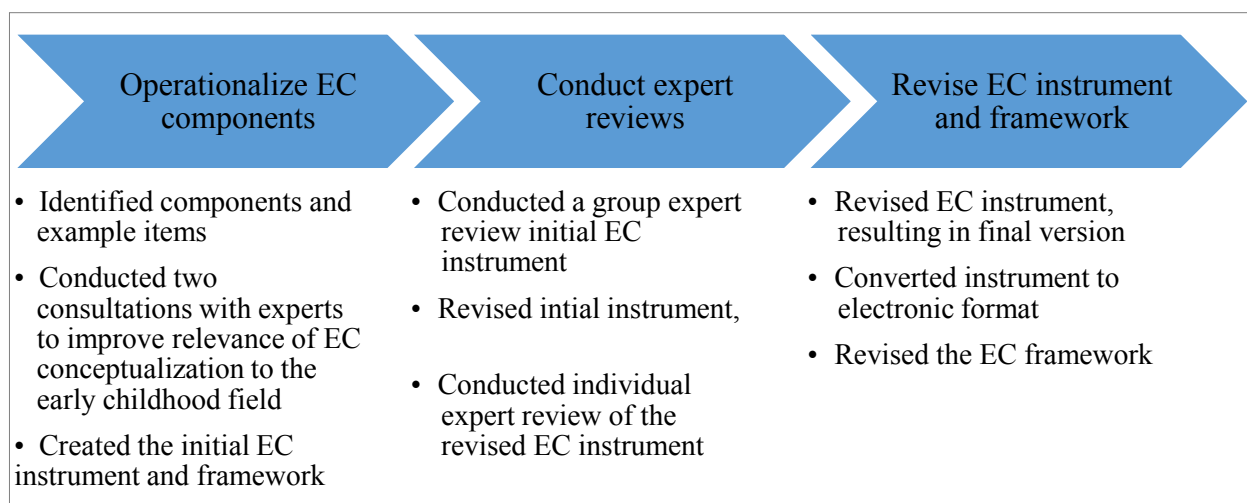 Operationalize EC
components
• Identified components and
example items
• Conducted two
consultations with experts
to improve relevance of EC
conceptualization to the
early childhood field
• Created the initial EC
instrument and framework
Conduct expert
reviews
• Conducted a group expert
review initial EC
instrument
• Revised intial instrument,
• Conducted individual
expert review of the
revised EC instrument
Revise EC instrument
and framework
• Revised EC instrument,
resulting in final version
• Converted instrument to
electronic format
• Revised the EC framework